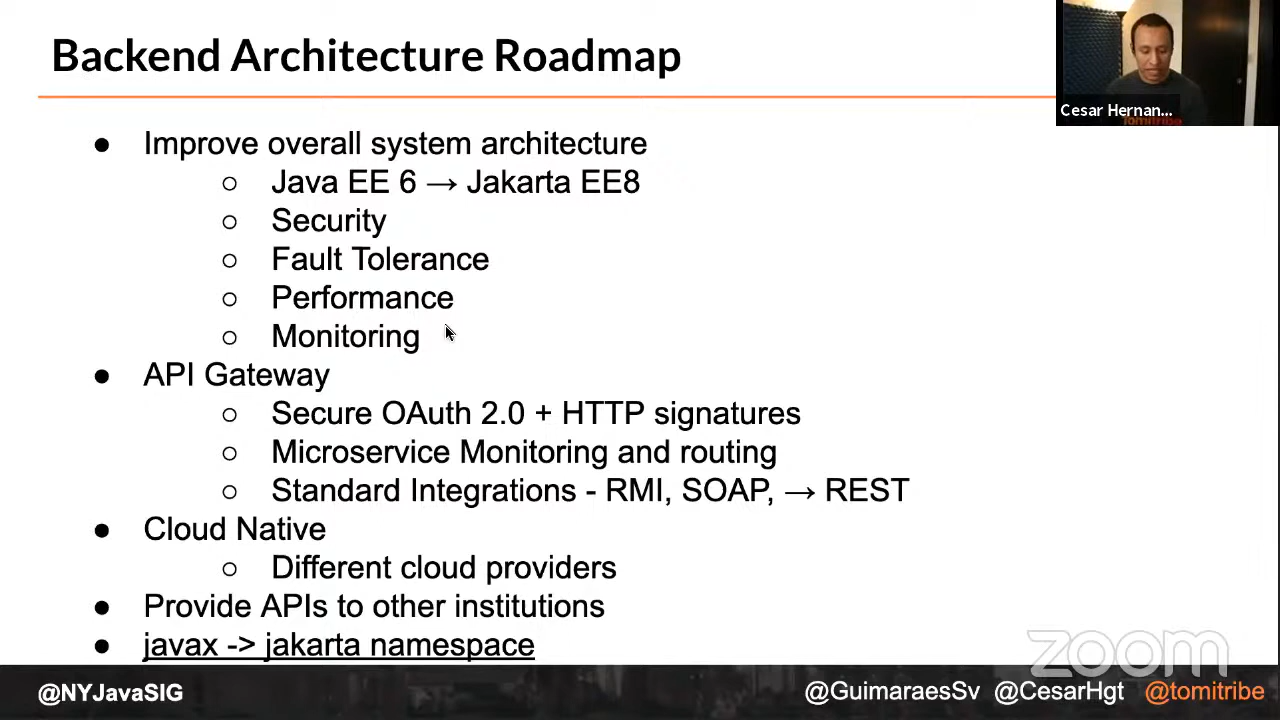 Backend Architecture Roadmap
Cesar Hernan...
● Improve overall system architecture
○ Java EE 6 → Jakarta EE8
○ Security
○ Fault Tolerance
○ Performance
○ Monitoring
● API Gateway
○ Secure OAuth 2.0 + HTTP signatures
○ Microservice Monitoring and routing
○ Standard Integrations - RMI, SOAP, → REST
● Cloud Native
○ Different cloud providers
● Provide APIs to other institutions
● javax -> jakarta namespace
zoom
@NYJavaSIG
@GuimaraesSv @CesarHgt @tomitribe
tomitribe